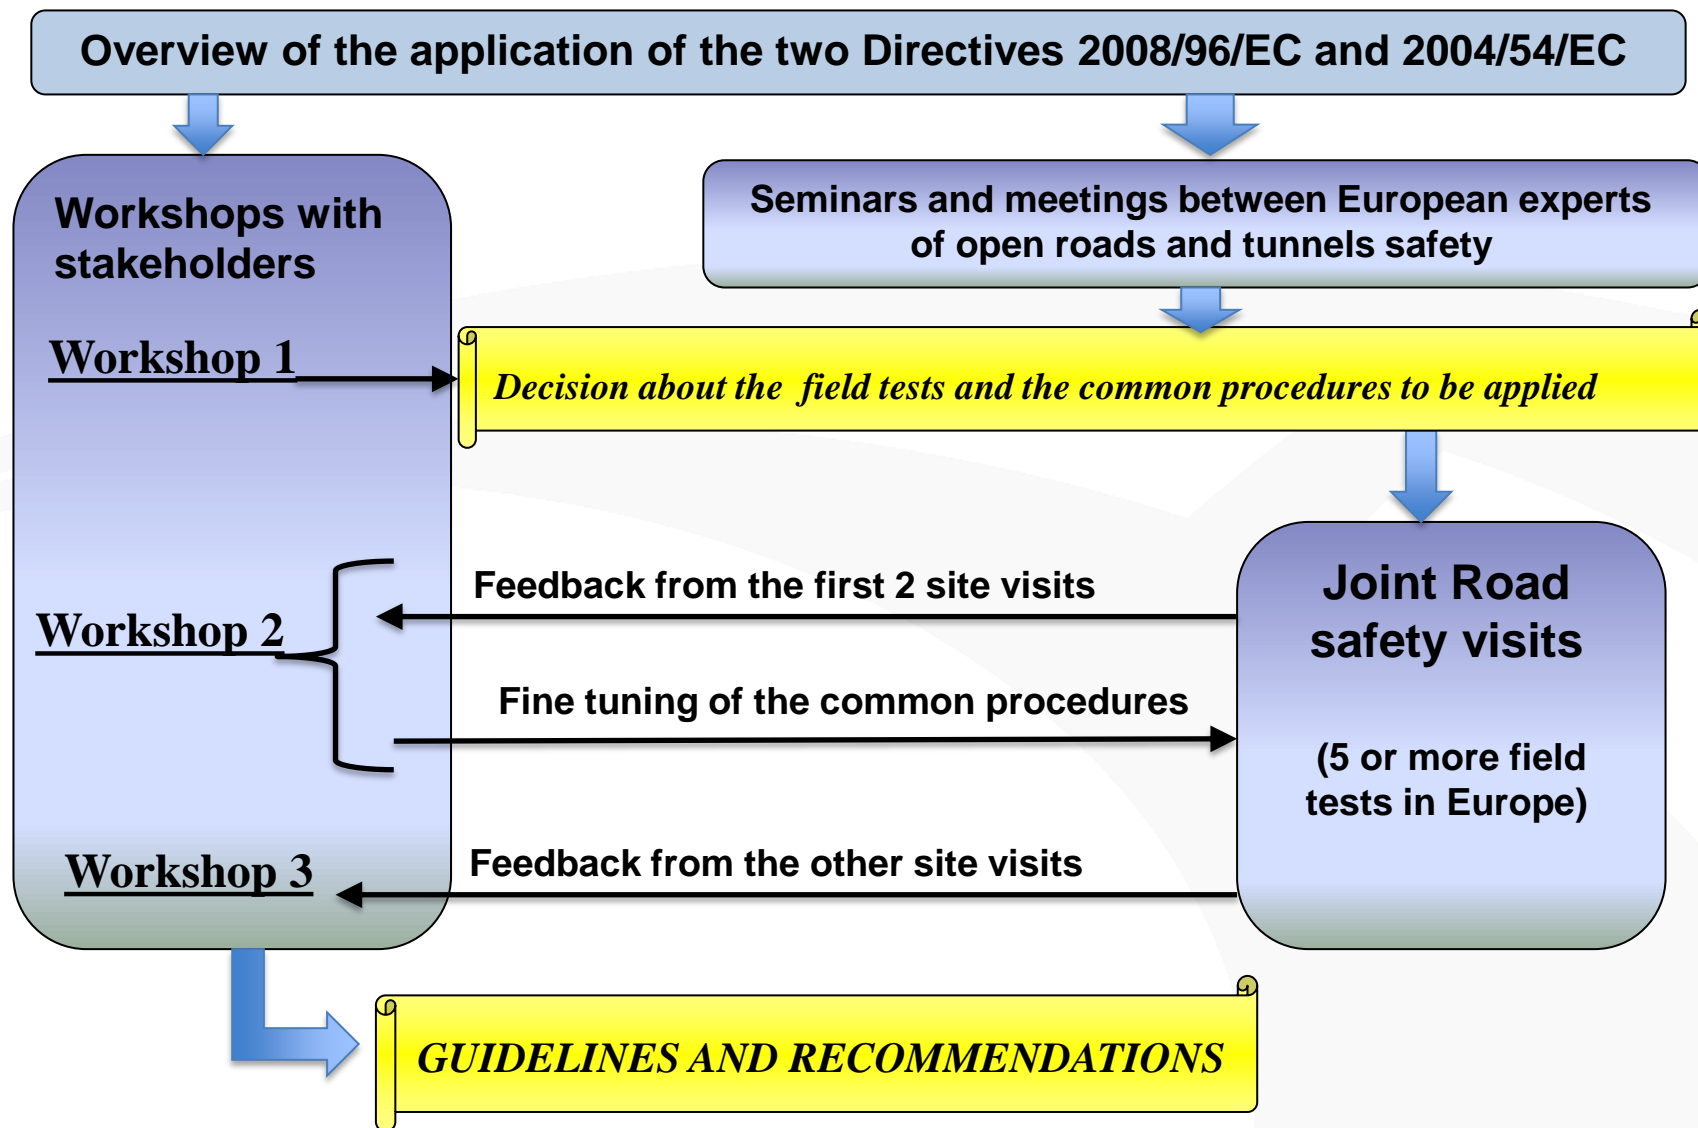 Overview of the application of the two Directives 2008/96/EC and 2004/54/EC
Workshops with
stakeholders
Seminars and meetings between European experts
of open roads and tunnels safety
Workshop 1
Decision about the field tests and the common procedures to be applied
Feedback from the first 2 site visits
Workshop 2
Fine tuning of the common procedures
Joint Road
safety visits
(5 or more field
tests in Europe)
Feedback from the other site visits
Workshop 3
GUIDELINES AND RECOMMENDATIONS